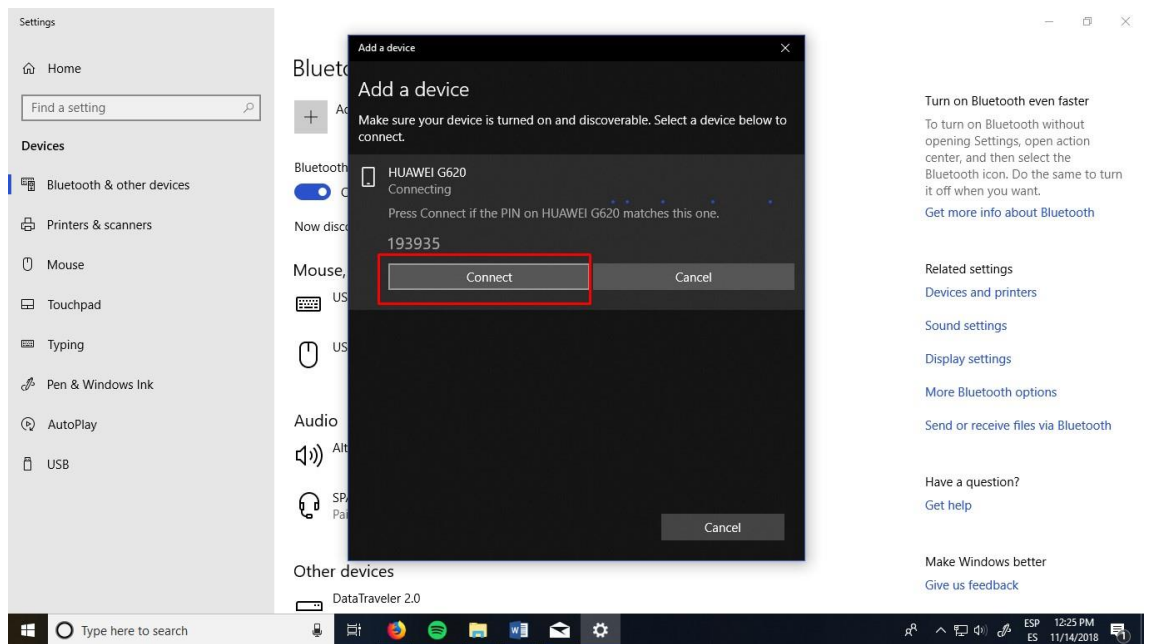 Settings
Home
Find a setting
Devices
Bluetooth & other devices
Printers & scanners
Mouse
Touchpad
Typing
Pen & Windows Ink
AutoPlay
USB
Bluetooth
Now disc
Mouse,
US
US
Audio
Alt
SP
Pai
Other devices
DataTraveler 2.0
Add a device
Add a device
Make sure your device is turned on and discoverable. Select a device below to
connect.
HUAWEI G620
Connecting
Press Connect if the PIN on HUAWEI G620 matches this one.
193935
Connect
Cancel
Cancel
Turn on Bluetooth even faster
To turn on Bluetooth without
opening Settings, open action
center, and then select the
Bluetooth icon. Do the same to turn
it off when you want.
Get more info about Bluetooth
Related settings
Devices and printers
Sound settings
Display settings
More Bluetooth options
Send or receive files via Bluetooth
Have a question?
Get help
Make Windows better
Give us feedback
Type here to search
ESP
ES
12:25 PM
11/14/2018
1